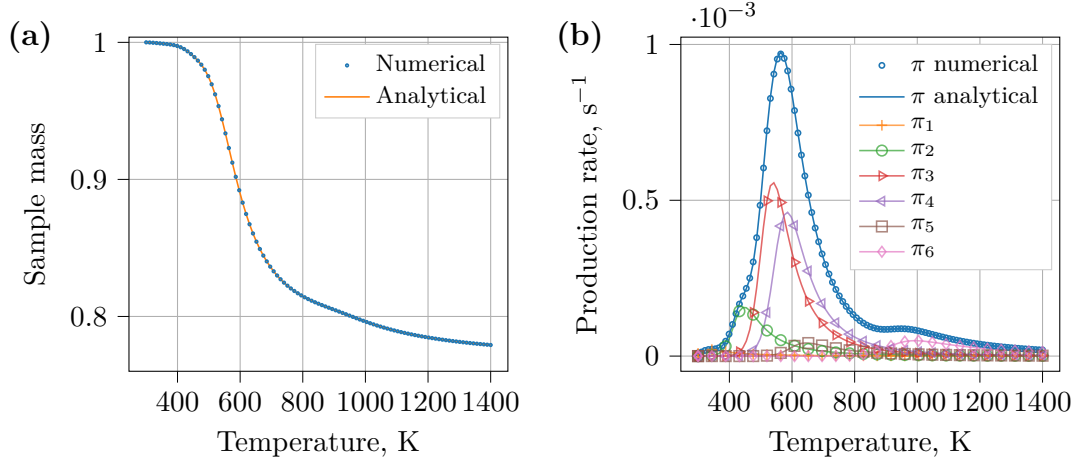 (a)
1
0.9
0.8
Sample mass
Numerical
Analytical
400 600 800 1000 1200 1400
Temperature, K
(b)
·10⁻³
1
0.5
0
Production rate, s⁻¹
π numerical
π analytical
π₁
π₂
π₃
π₄
π₅
π₆
400 600 800 1000 1200 1400
Temperature, K